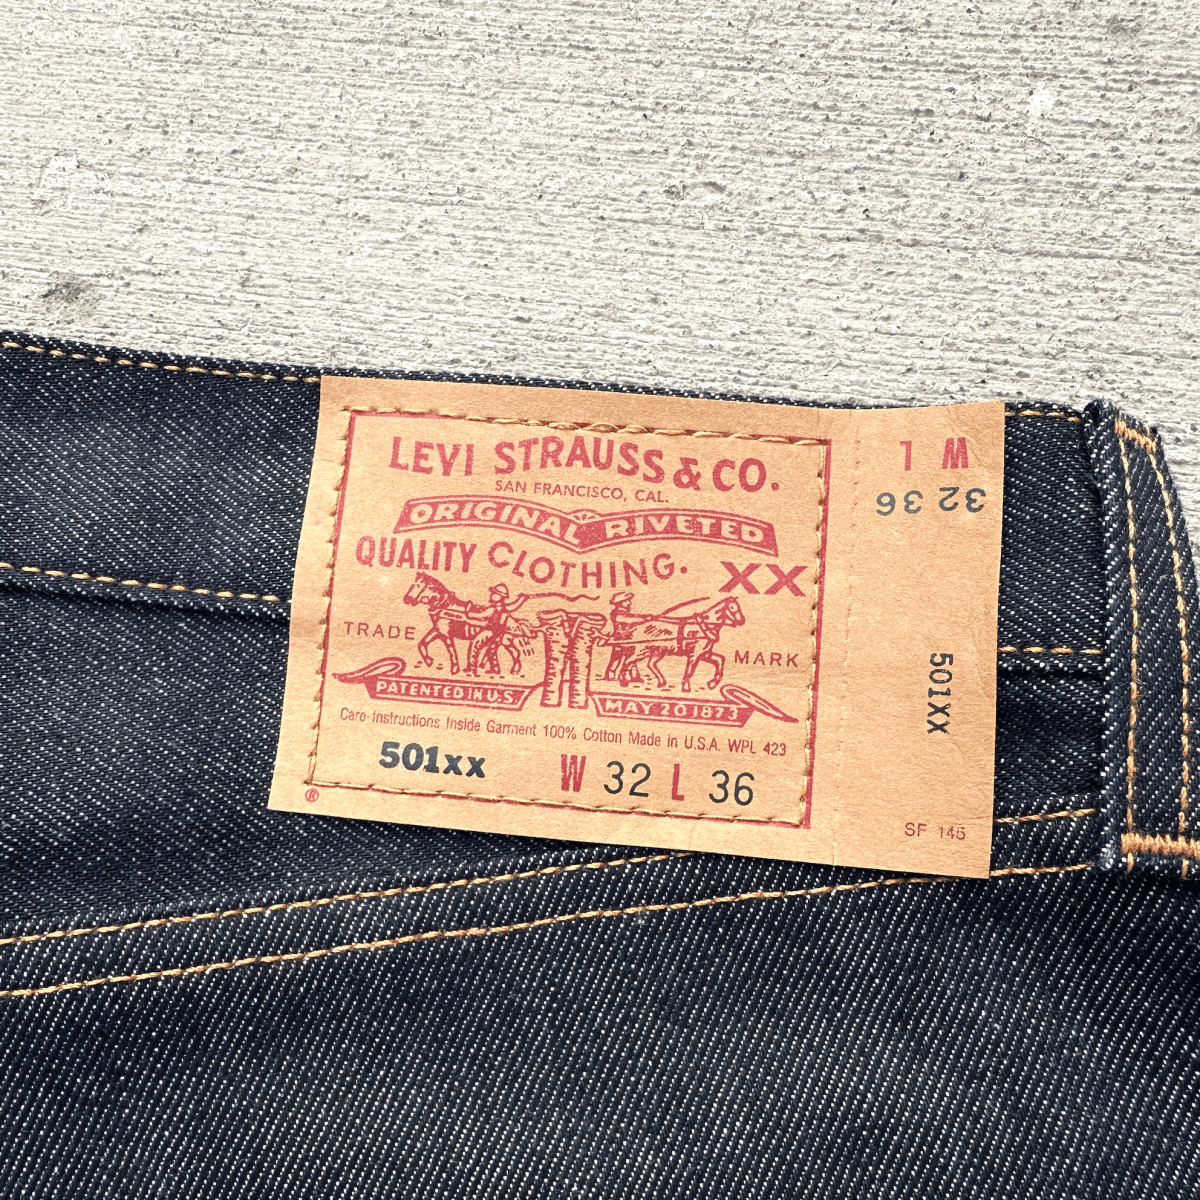 LEVI STRAUSS & CO.
SAN FRANCISCO, CAL.
ORIGINAL RIVETED
QUALITY CLOTHING.
XX
TRADE MARK
PATENTED IN U.S.
MAY 20 1873
Care-Instructions Inside Garment 100% Cotton Made in U.S.A. WPL 423
501xx W 32 L 36
®
W L
32 36
501XX
SF 145